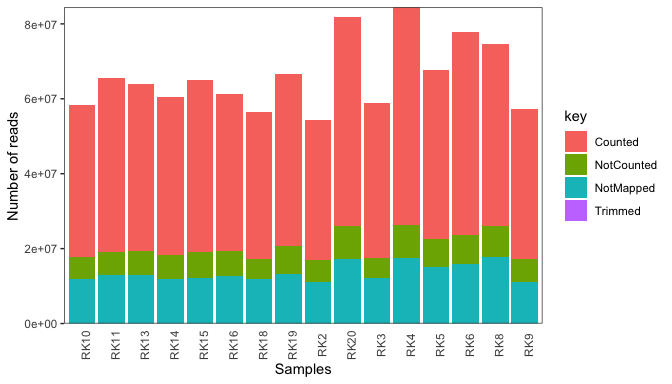 Number of reads
8e+07
6e+07
4e+07
2e+07
0e+00
RK10
RK11
RK13
RK14
RK15
RK16
RK18
RK19
RK2
RK20
RK3
RK4
RK5
RK6
RK8
RK9
Samples
key
Counted
NotCounted
NotMapped
Trimmed